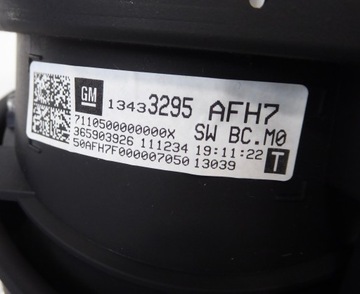 GM 13433295 AFH7
7110500000000X SW BC.M0
365903926 111234 19:11:22
50AFH7F000007050 13039 T